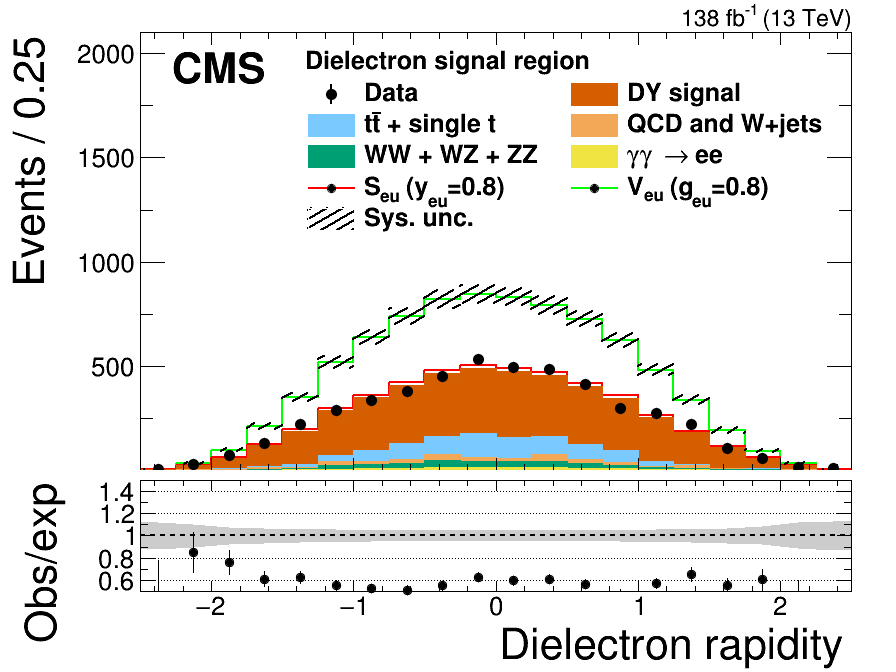 138 fb⁻¹ (13 TeV)
CMS
Dielectron signal region
Data
DY signal
tt̄ + single t
QCD and W+jets
WW + WZ + ZZ
γγ → ee
S_eu (y_eu=0.8)
V_eu (g_eu=0.8)
Sys. unc.
Events / 0.25
2000
1500
1000
500
Obs/exp
1.4
1.2
1
0.8
0.6
−2
−1
0
1
2
Dielectron rapidity